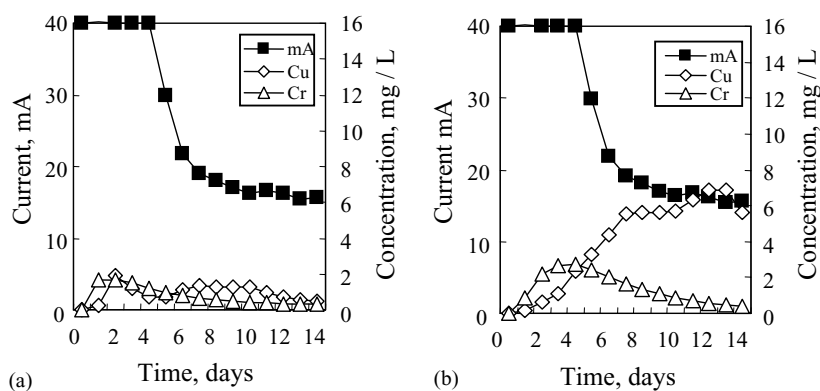 40
30
20
10
0
Current, mA
16
14
12
10
8
6
4
2
0
Concentration, mg / L
mA
Cu
Cr
0 2 4 6 8 10 12 14
Time, days
(a)
40
30
20
10
0
Current mA
16
14
12
10
8
6
4
2
0
Concentration, mg / L
mA
Cu
Cr
0 2 4 6 8 10 12 14
Time, days
(b)